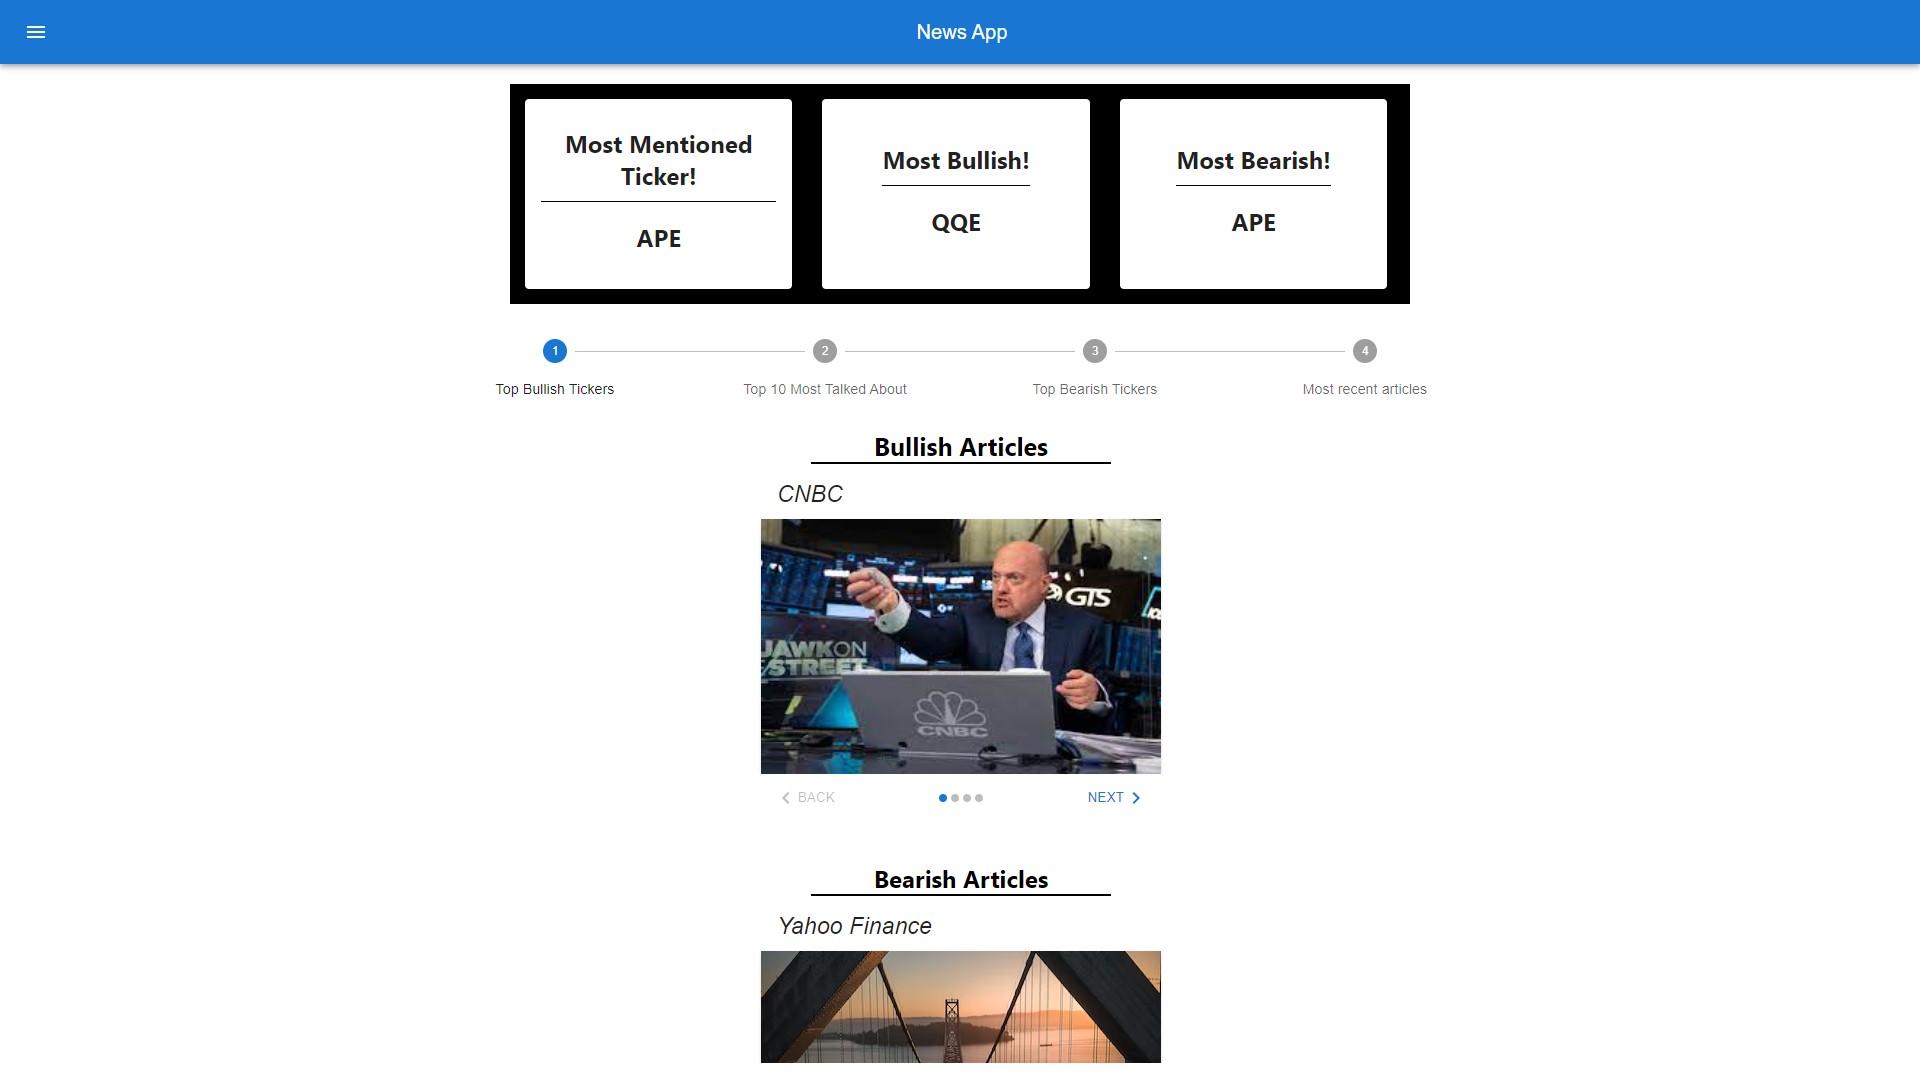 News App
Most Mentioned
Ticker!
APE
Most Bullish!
QQE
Most Bearish!
APE
1
2
3
4
Top Bullish Tickers
Top 10 Most Talked About
Top Bearish Tickers
Most recent articles
Bullish Articles
CNBC
GTS
AWKON
STREET
CNBC
BACK
NEXT
Bearish Articles
Yahoo Finance